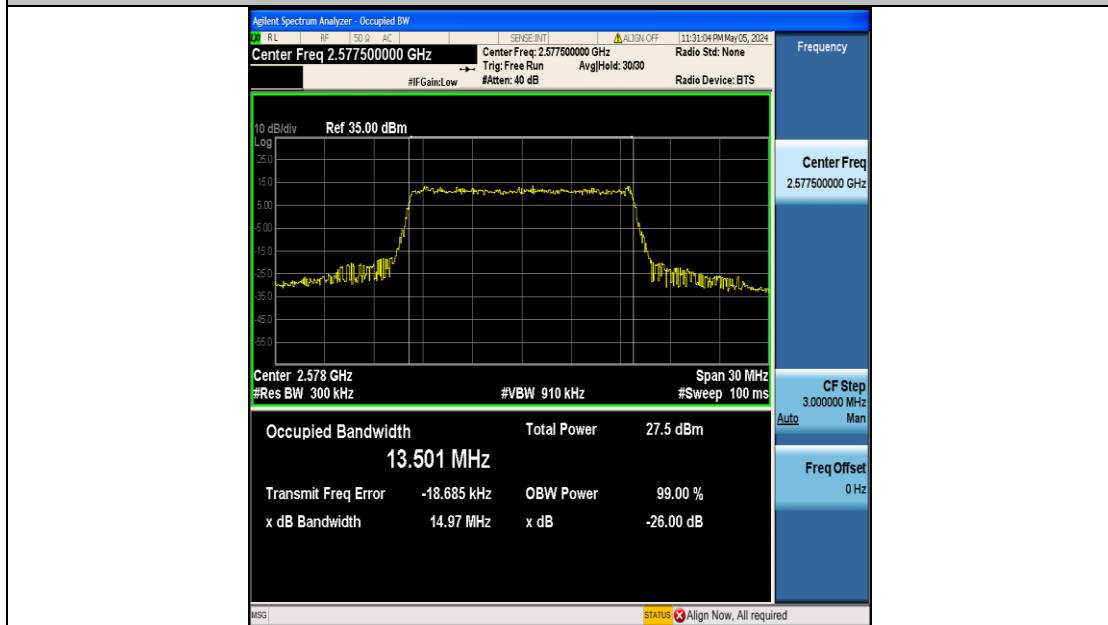 Agilent Spectrum Analyzer - Occupied BW
LXI RL RF 50 Ω AC SENSE:INT ALIGN OFF 11:31:04 PM May 05, 2024
Center Freq 2.577500000 GHz
Center Freq: 2.577500000 GHz Radio Std: None
Trig: Free Run Avg|Hold: 30/30
#IFGain:Low #Atten: 40 dB Radio Device: BTS
Frequency
10 dB/div Ref 35.00 dBm
Log
25.0
15.0
5.00
-5.00
-15.0
-25.0
-35.0
-45.0
-55.0
Center 2.578 GHz Span 30 MHz
#Res BW 300 kHz #VBW 910 kHz #Sweep 100 ms
Center Freq
2.577500000 GHz
CF Step
3.000000 MHz
Auto Man
Freq Offset
0 Hz
Occupied Bandwidth Total Power 27.5 dBm
13.501 MHz
Transmit Freq Error -18.685 kHz OBW Power 99.00 %
x dB Bandwidth 14.97 MHz x dB -26.00 dB
MSG STATUS Align Now, All required